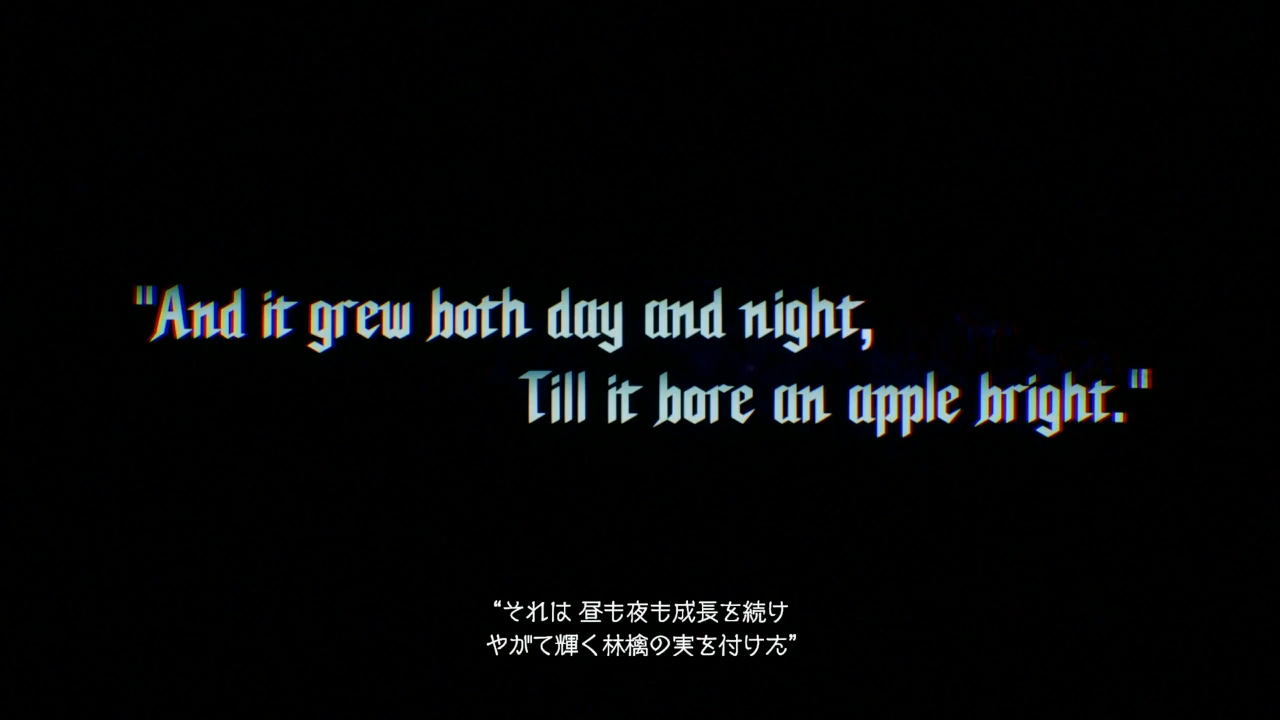 "And it grew both day and night,
Till it bore an apple bright."
“それは 昼も夜も成長を続け
やがて輝く林檎の実を付けた”